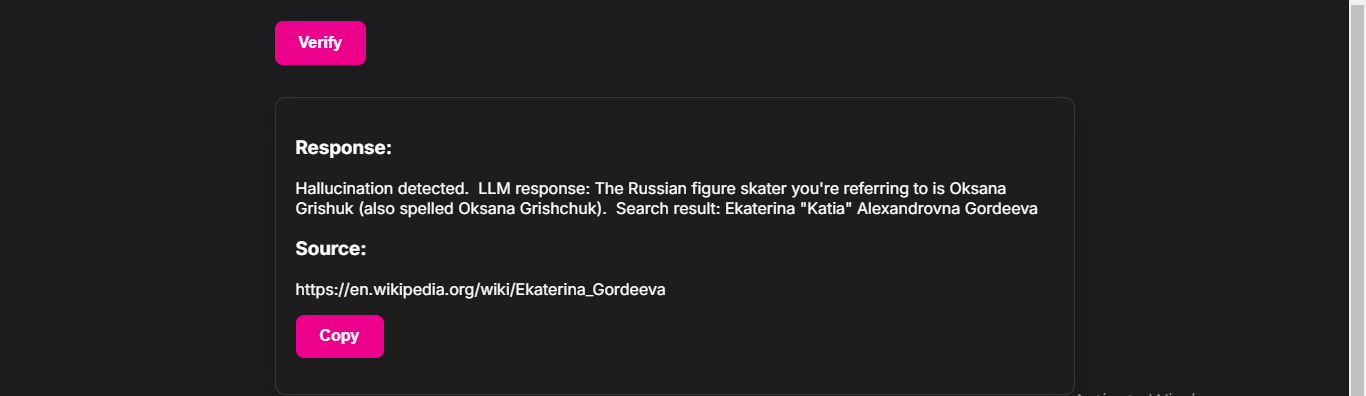 Verify
Response:
Hallucination detected.  LLM response: The Russian figure skater you're referring to is Oksana
Grishuk (also spelled Oksana Grishchuk).  Search result: Ekaterina "Katia" Alexandrovna Gordeeva
Source:
https://en.wikipedia.org/wiki/Ekaterina_Gordeeva
Copy